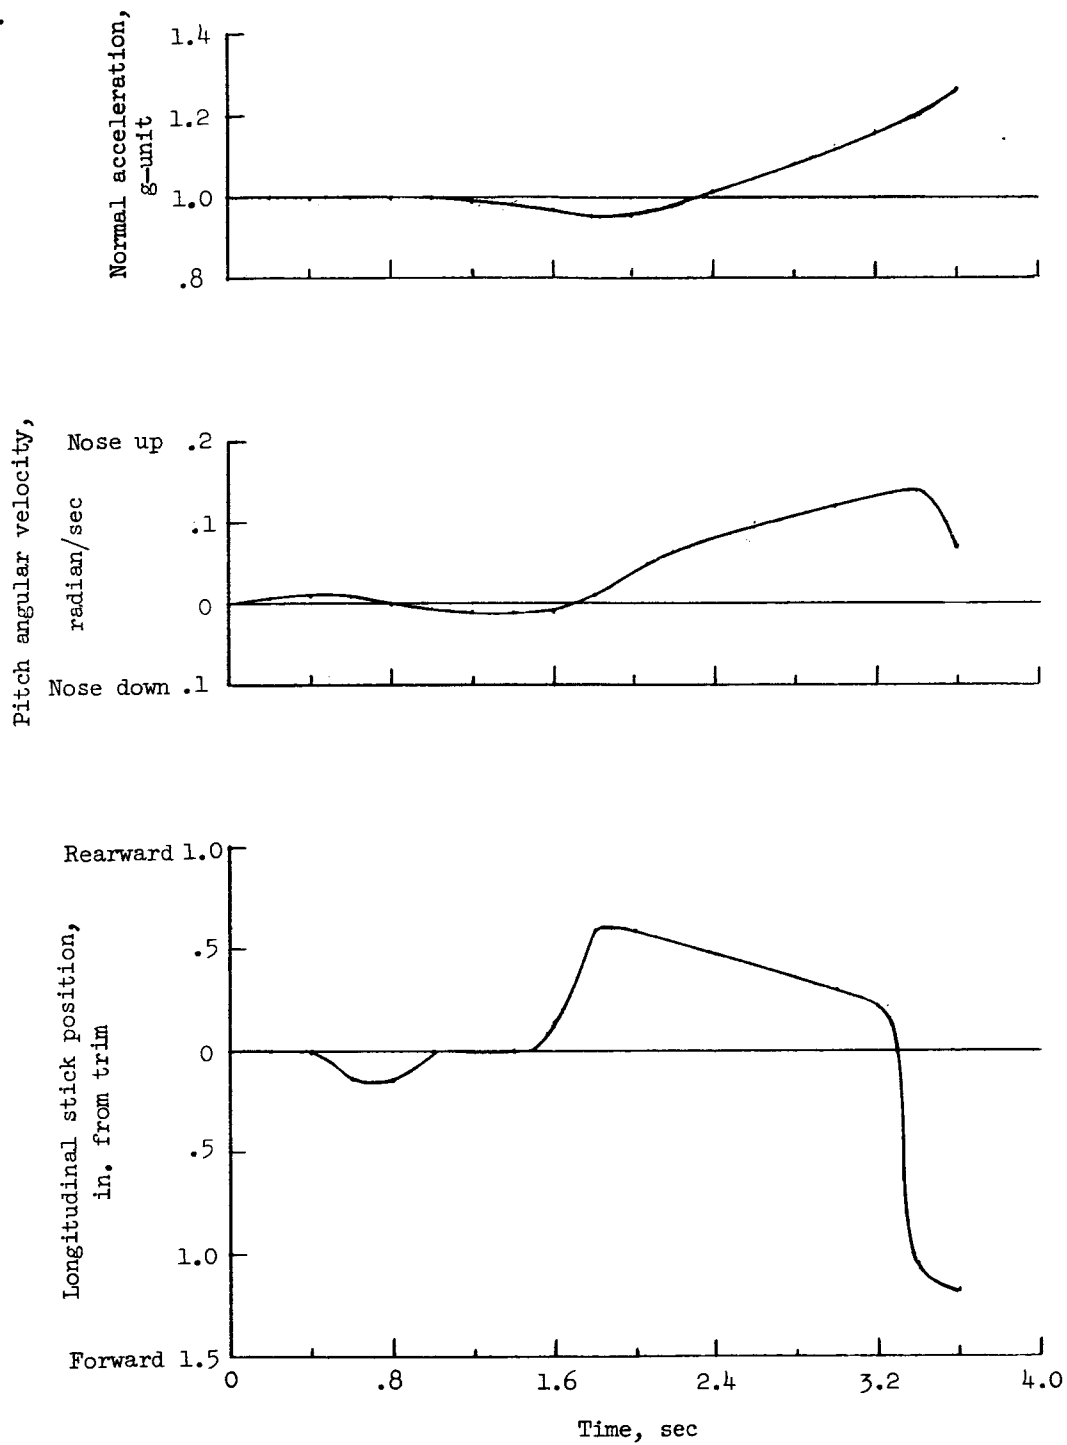 Normal acceleration,
g-unit
1.4
1.2
1.0
.8
Pitch angular velocity,
radian/sec
Nose up .2
.1
0
Nose down .1
Longitudinal stick position,
in. from trim
Rearward 1.0
.5
0
.5
1.0
Forward 1.5
0 .8 1.6 2.4 3.2 4.0
Time, sec